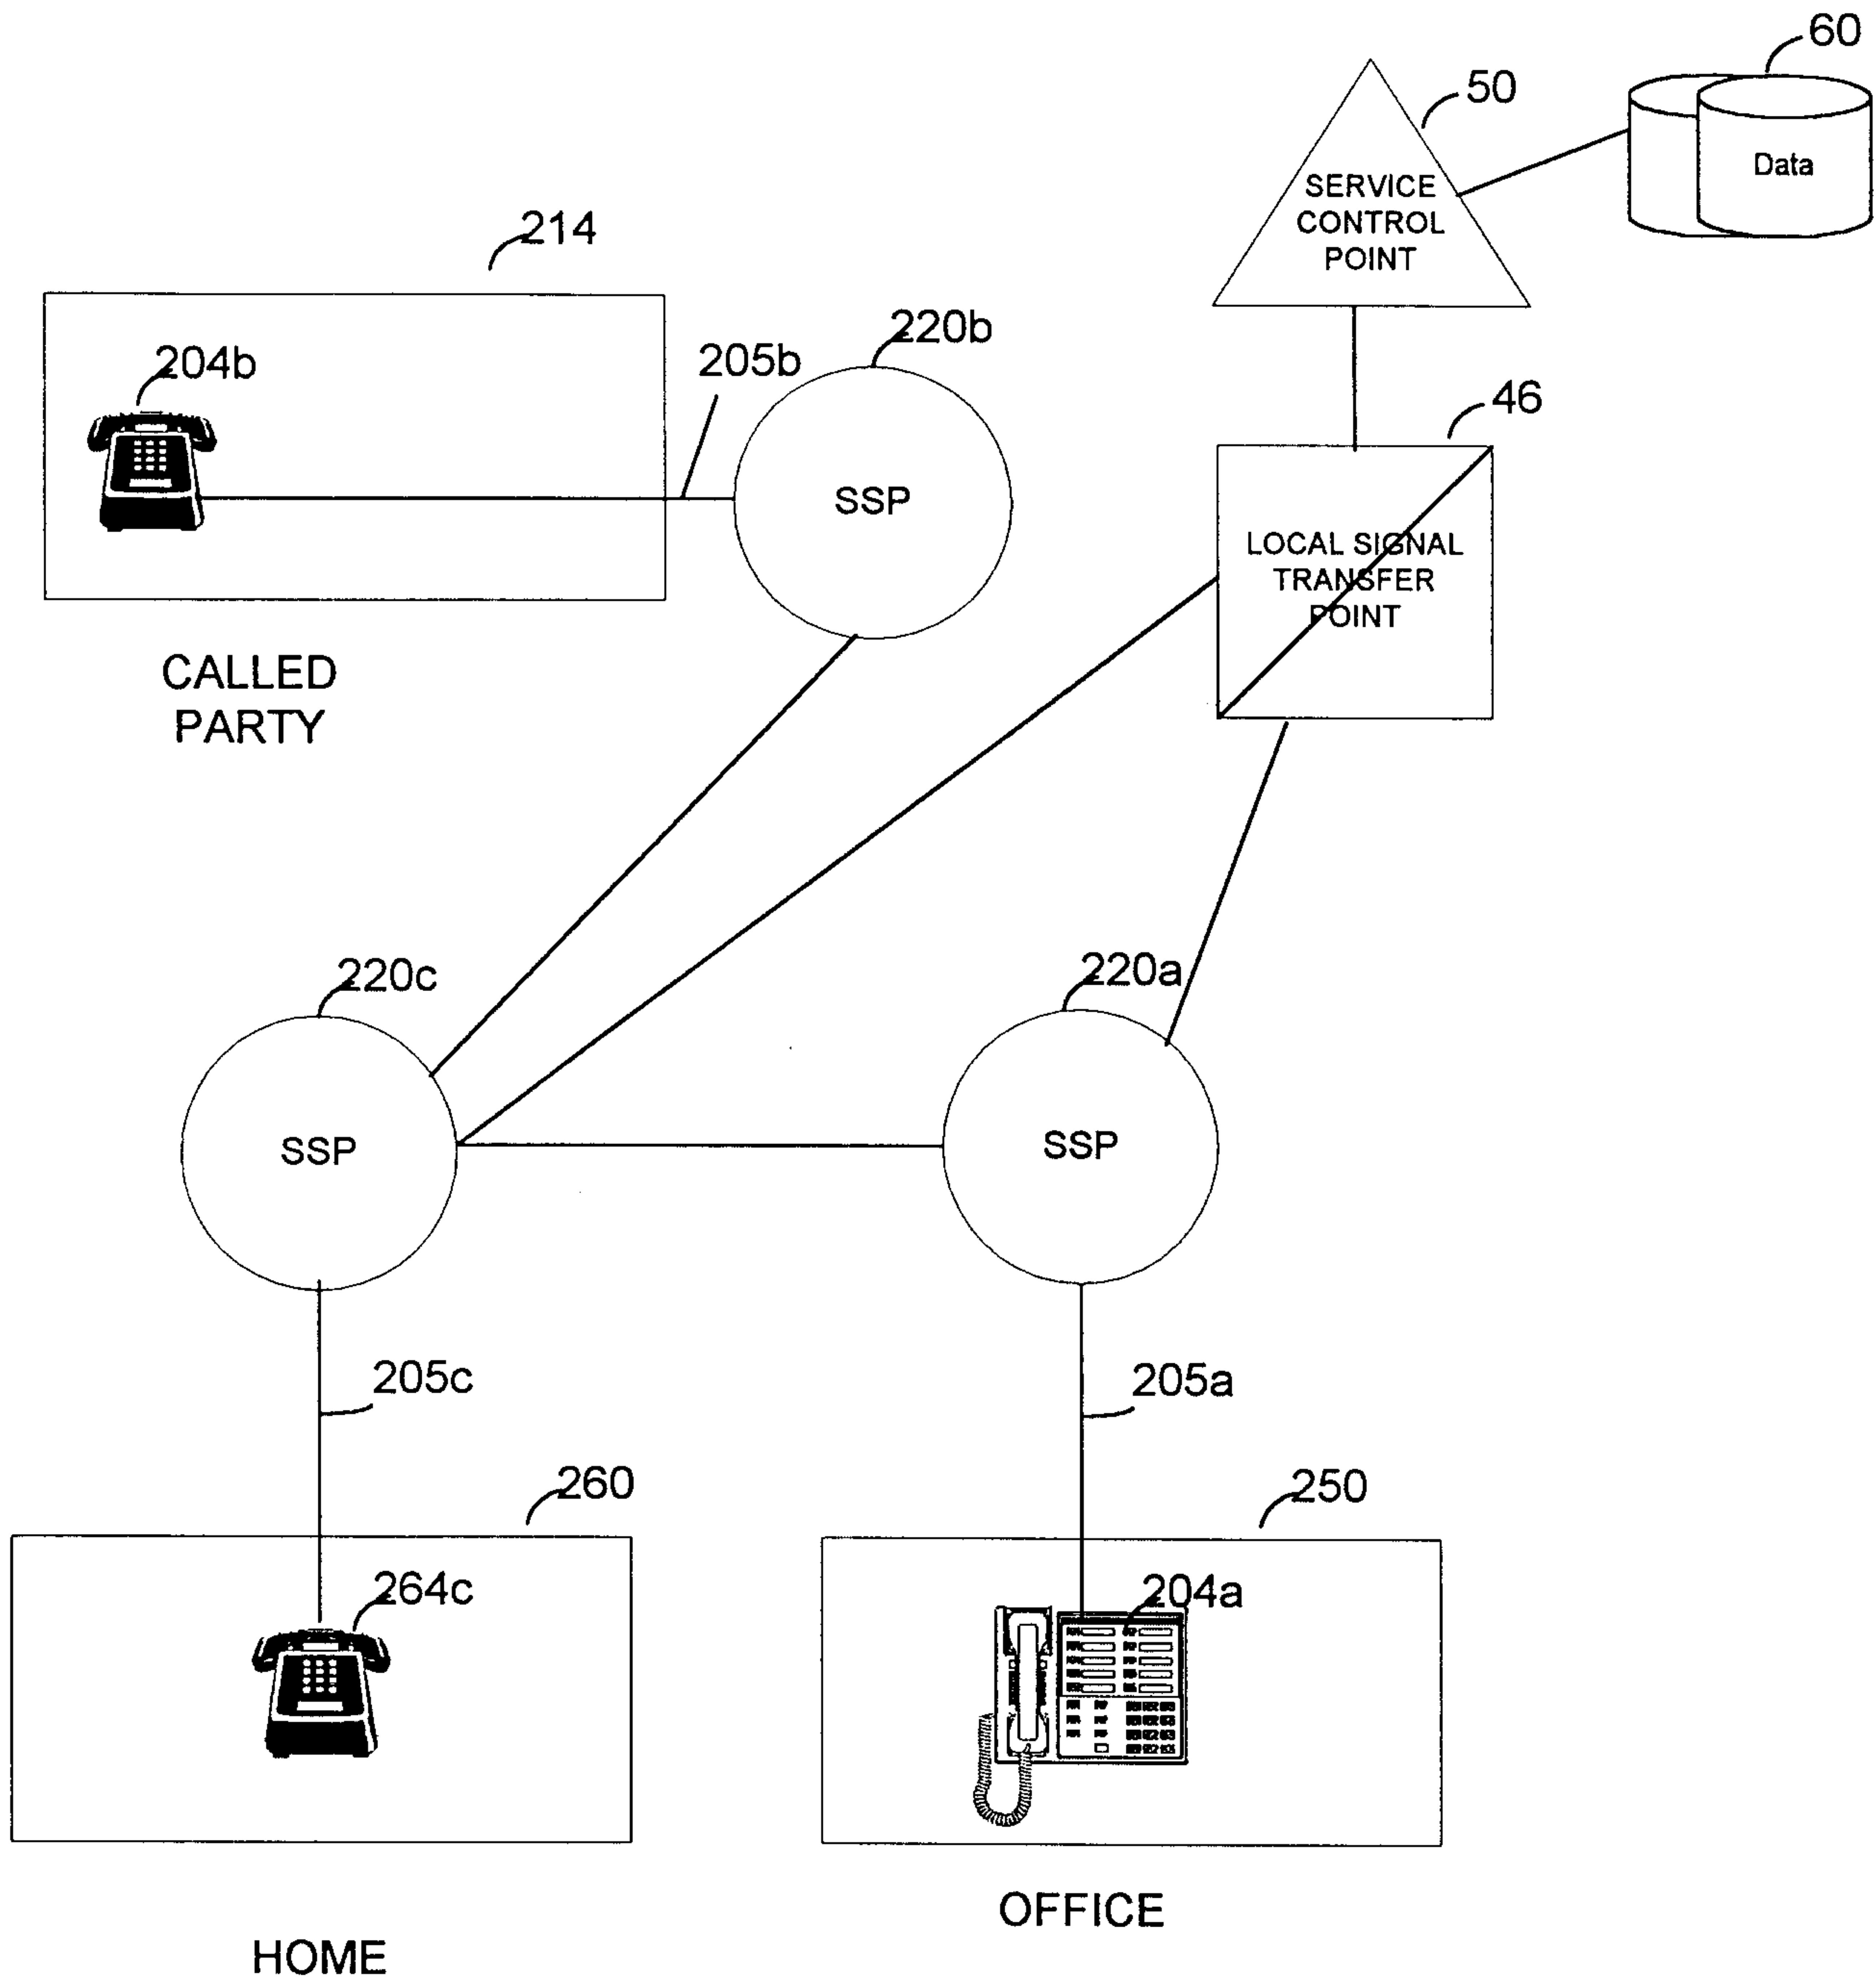 60
50
Data
SERVICE
CONTROL
POINT
214
220b
204b
205b
46
SSP
LOCAL SIGNAL
TRANSFER
POINT
CALLED
PARTY
220c
220a
SSP
SSP
205c
205a
260
250
264c
204a
OFFICE
HOME